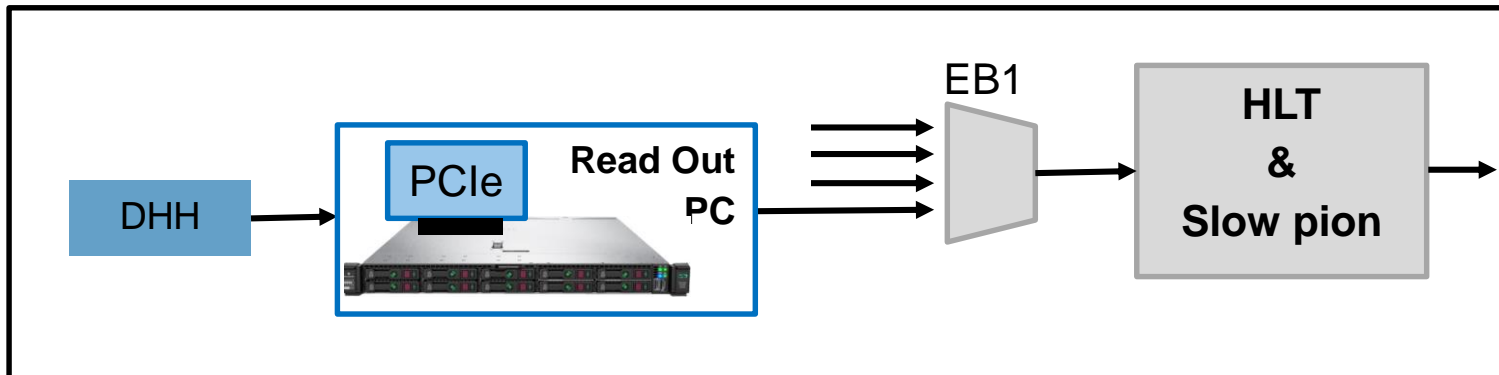 DHH
PCIe
Read Out
PC
EB1
HLT
&
Slow pion